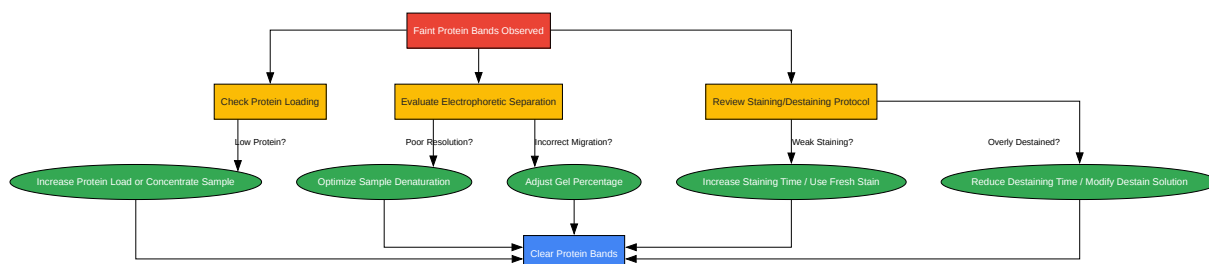 Faint Protein Bands Observed
Check Protein Loading
Evaluate Electrophoretic Separation
Review Staining/Destaining Protocol
Low Protein?
Poor Resolution?
Incorrect Migration?
Weak Staining?
Overly Destained?
Increase Protein Load or Concentrate Sample
Optimize Sample Denaturation
Adjust Gel Percentage
Increase Staining Time / Use Fresh Stain
Reduce Destaining Time / Modify Destain Solution
Clear Protein Bands